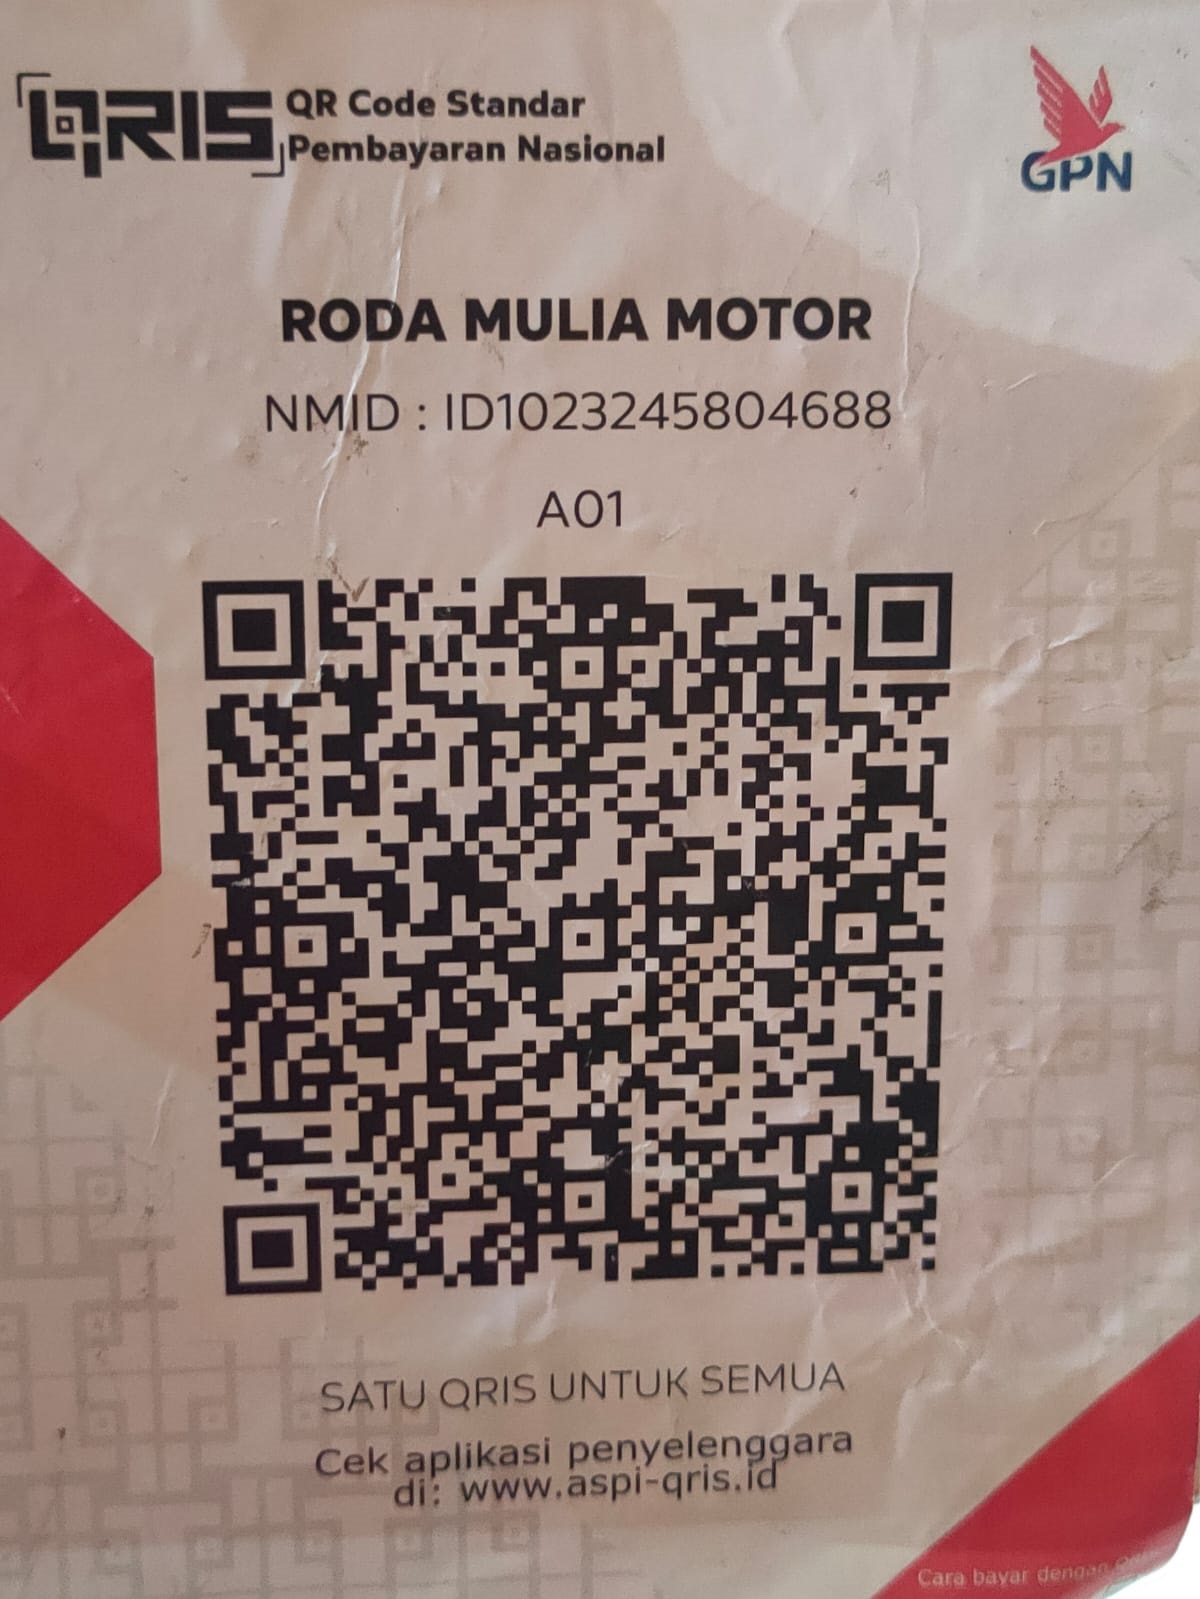 QRIS QR Code Standar
Pembayaran Nasional
GPN
RODA MULIA MOTOR
NMID : ID1023245804688
A01
SATU QRIS UNTUK SEMUA
Cek aplikasi penyelenggara
di: www.aspi-qris.id
Cara bayar dengan